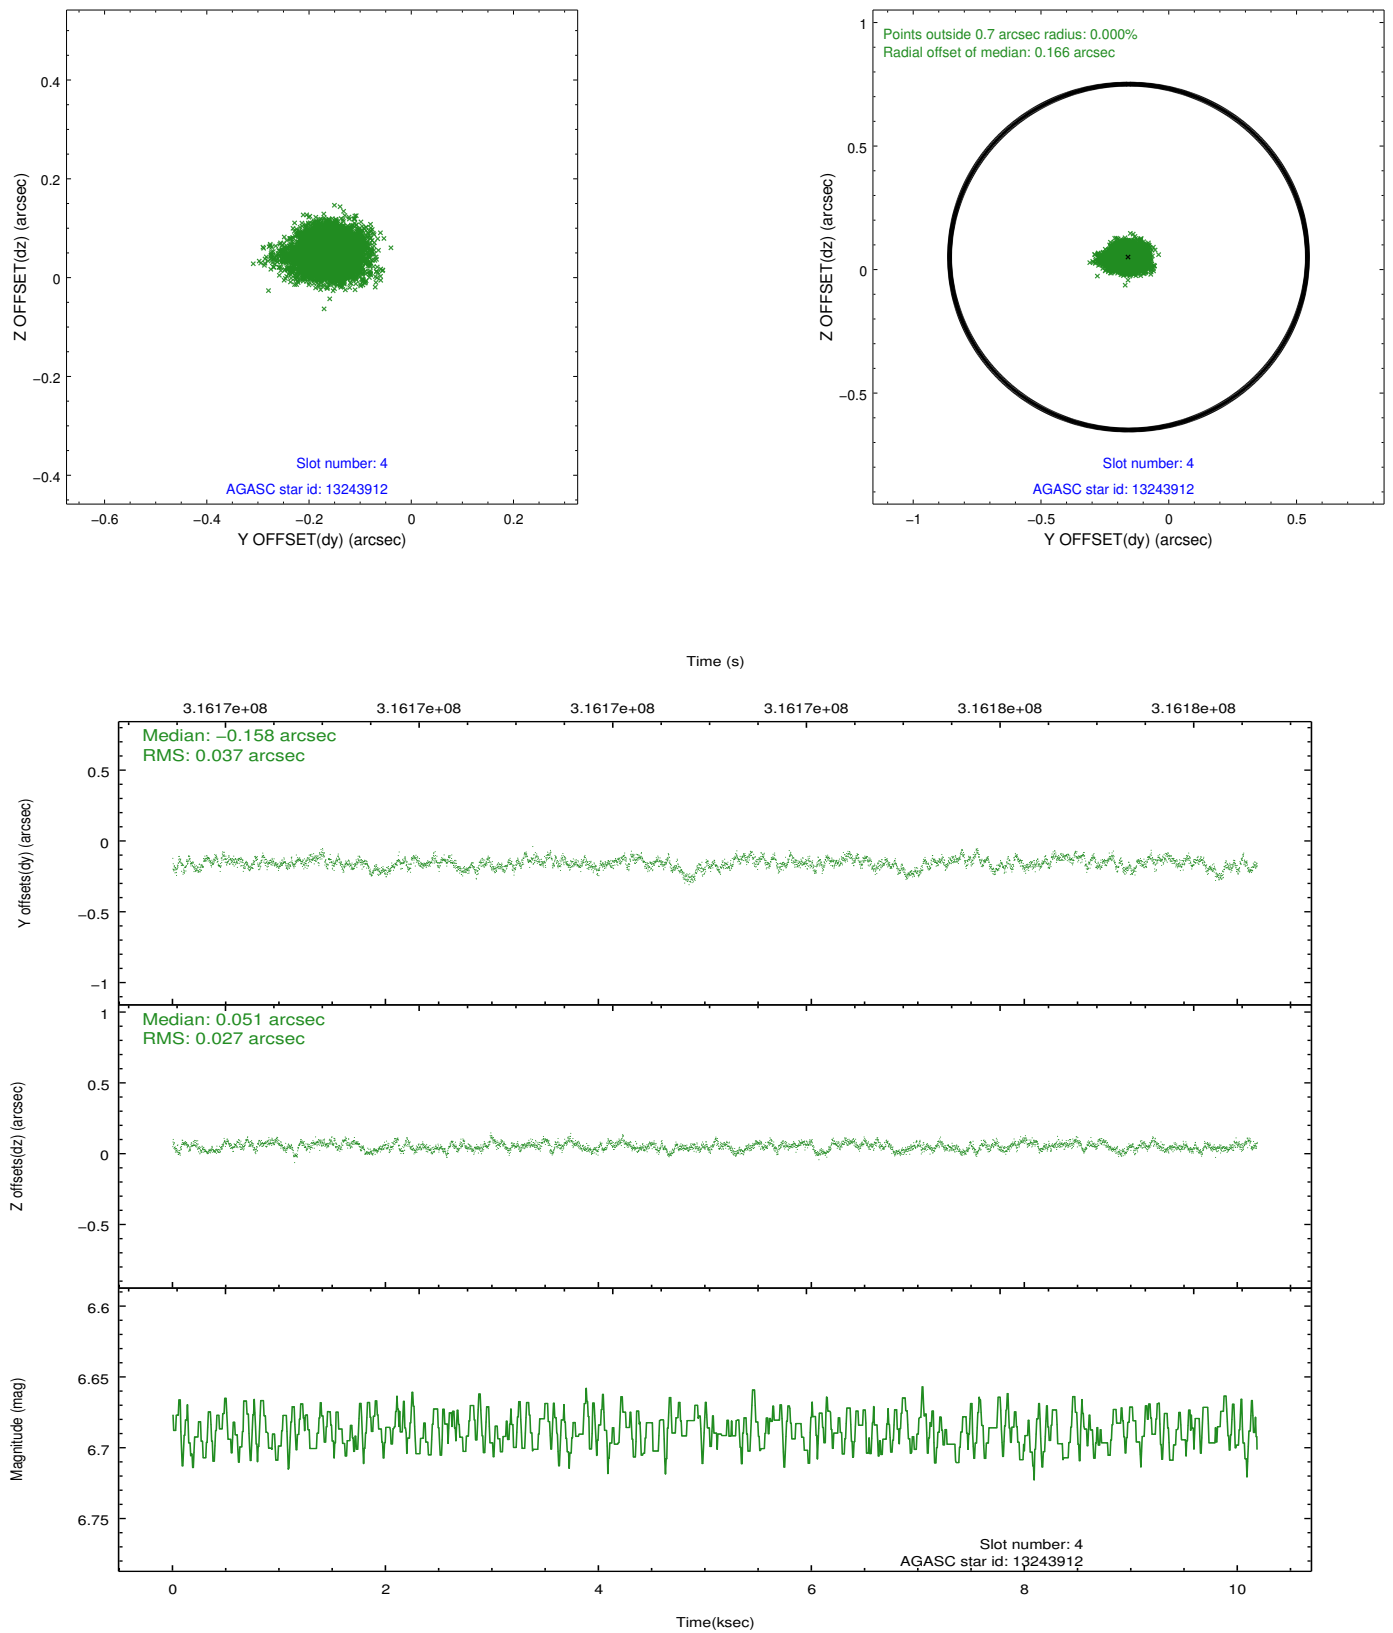 0.4
0.2
0
−0.2
−0.4
Z OFFSET(dz) (arcsec)
Slot number: 4
AGASC star id: 13243912
−0.6 −0.4 −0.2 0 0.2
Y OFFSET(dy) (arcsec)
Points outside 0.7 arcsec radius: 0.000%
Radial offset of median: 0.166 arcsec
1
0.5
0
−0.5
Z OFFSET(dz) (arcsec)
Slot number: 4
AGASC star id: 13243912
−1 −0.5 0 0.5
Y OFFSET(dy) (arcsec)
Time (s)
3.1617e+08 3.1617e+08 3.1617e+08 3.1617e+08 3.1618e+08 3.1618e+08
Median: −0.158 arcsec
RMS: 0.037 arcsec
0.5
0
−0.5
−1
Y offsets(dy) (arcsec)
Median: 0.051 arcsec
RMS: 0.027 arcsec
1
0.5
0
−0.5
Z offsets(dz) (arcsec)
6.6
6.65
6.7
6.75
Magnitude (mag)
Slot number: 4
AGASC star id: 13243912
0 2 4 6 8 10
Time(ksec)